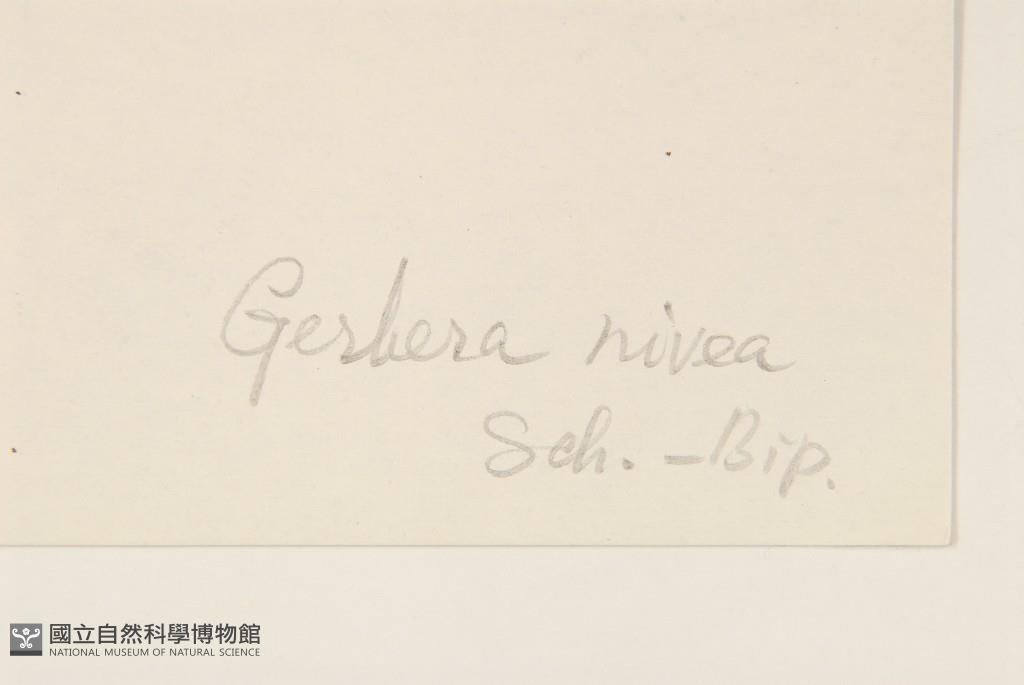 Gerbera nivea
Sch. -Bip.
國立自然科學博物館
NATIONAL MUSEUM OF NATURAL SCIENCE